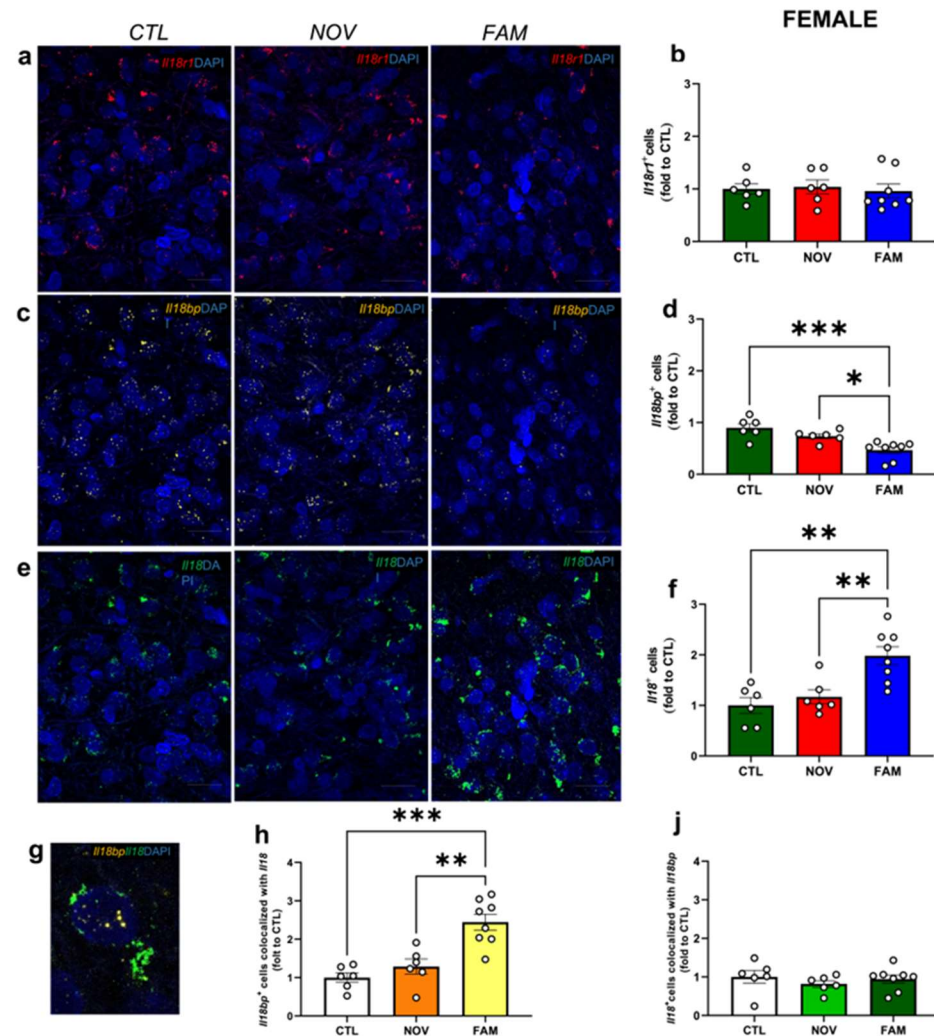 FEMALE
CTL NOV FAM
a
Il18r1DAPI
Il18r1DAPI
Il18r1DAPI
b
Il18r1+cells
(fold to CTL)
3
2
1
0
CTL NOV FAM
c
Il18bpDAP
I
Il18bpDAPI
Il18bpDAP
I
d
***
*
Il18bp+ cells
(fold to CTL)
3
2
1
0
CTL NOV FAM
e
Il18DA
PI
Il18DAP
I
Il18DAPI
f
**
**
Il18+ cells
(fold to CTL)
3
2
1
0
CTL NOV FAM
g
Il18bpIl18DAPI
h
***
**
Il18bp+ cells colocalized with Il18
(folt to CTL)
4
3
2
1
0
CTL NOV FAM
j
Il18+cells colocalized with Il18bp
(fold to CTL)
4
3
2
1
0
CTL NOV FAM